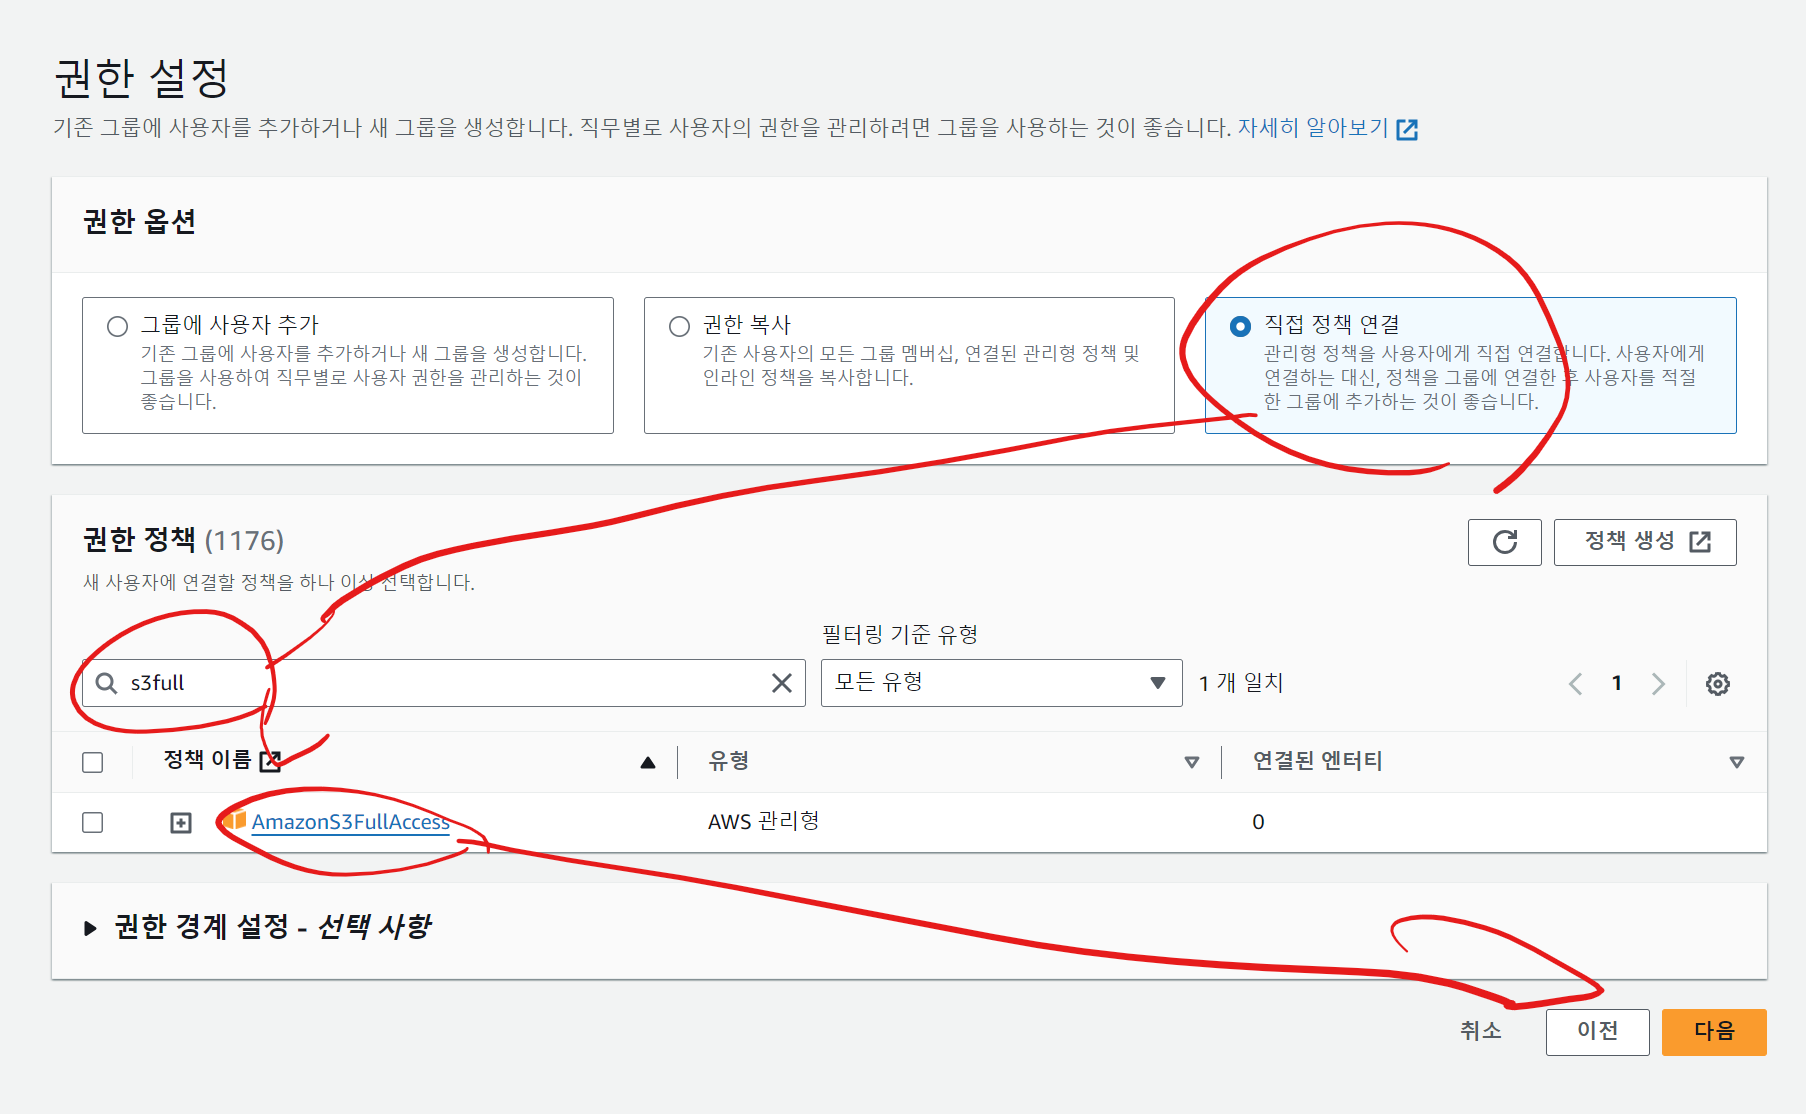 권한 설정
기존 그룹에 사용자를 추가하거나 새 그룹을 생성합니다. 직무별로 사용자의 권한을 관리하려면 그룹을 사용하는 것이 좋습니다. 자세히 알아보기
권한 옵션
그룹에 사용자 추가
기존 그룹에 사용자를 추가하거나 새 그룹을 생성합니다.
그룹을 사용하여 직무별로 사용자 권한을 관리하는 것이
좋습니다.
권한 복사
기존 사용자의 모든 그룹 멤버십, 연결된 관리형 정책 및
인라인 정책을 복사합니다.
직접 정책 연결
관리형 정책을 사용자에게 직접 연결합니다. 사용자에게
연결하는 대신, 정책을 그룹에 연결한 후 사용자를 적절
한 그룹에 추가하는 것이 좋습니다.
권한 정책 (1176)
정책 생성
새 사용자에 연결할 정책을 하나 이상 선택합니다.
필터링 기준 유형
s3full
모든 유형
1 개 일치
1
정책 이름
유형
연결된 엔터티
AmazonS3FullAccess
AWS 관리형
0
권한 경계 설정 - 선택 사항
취소
이전
다음